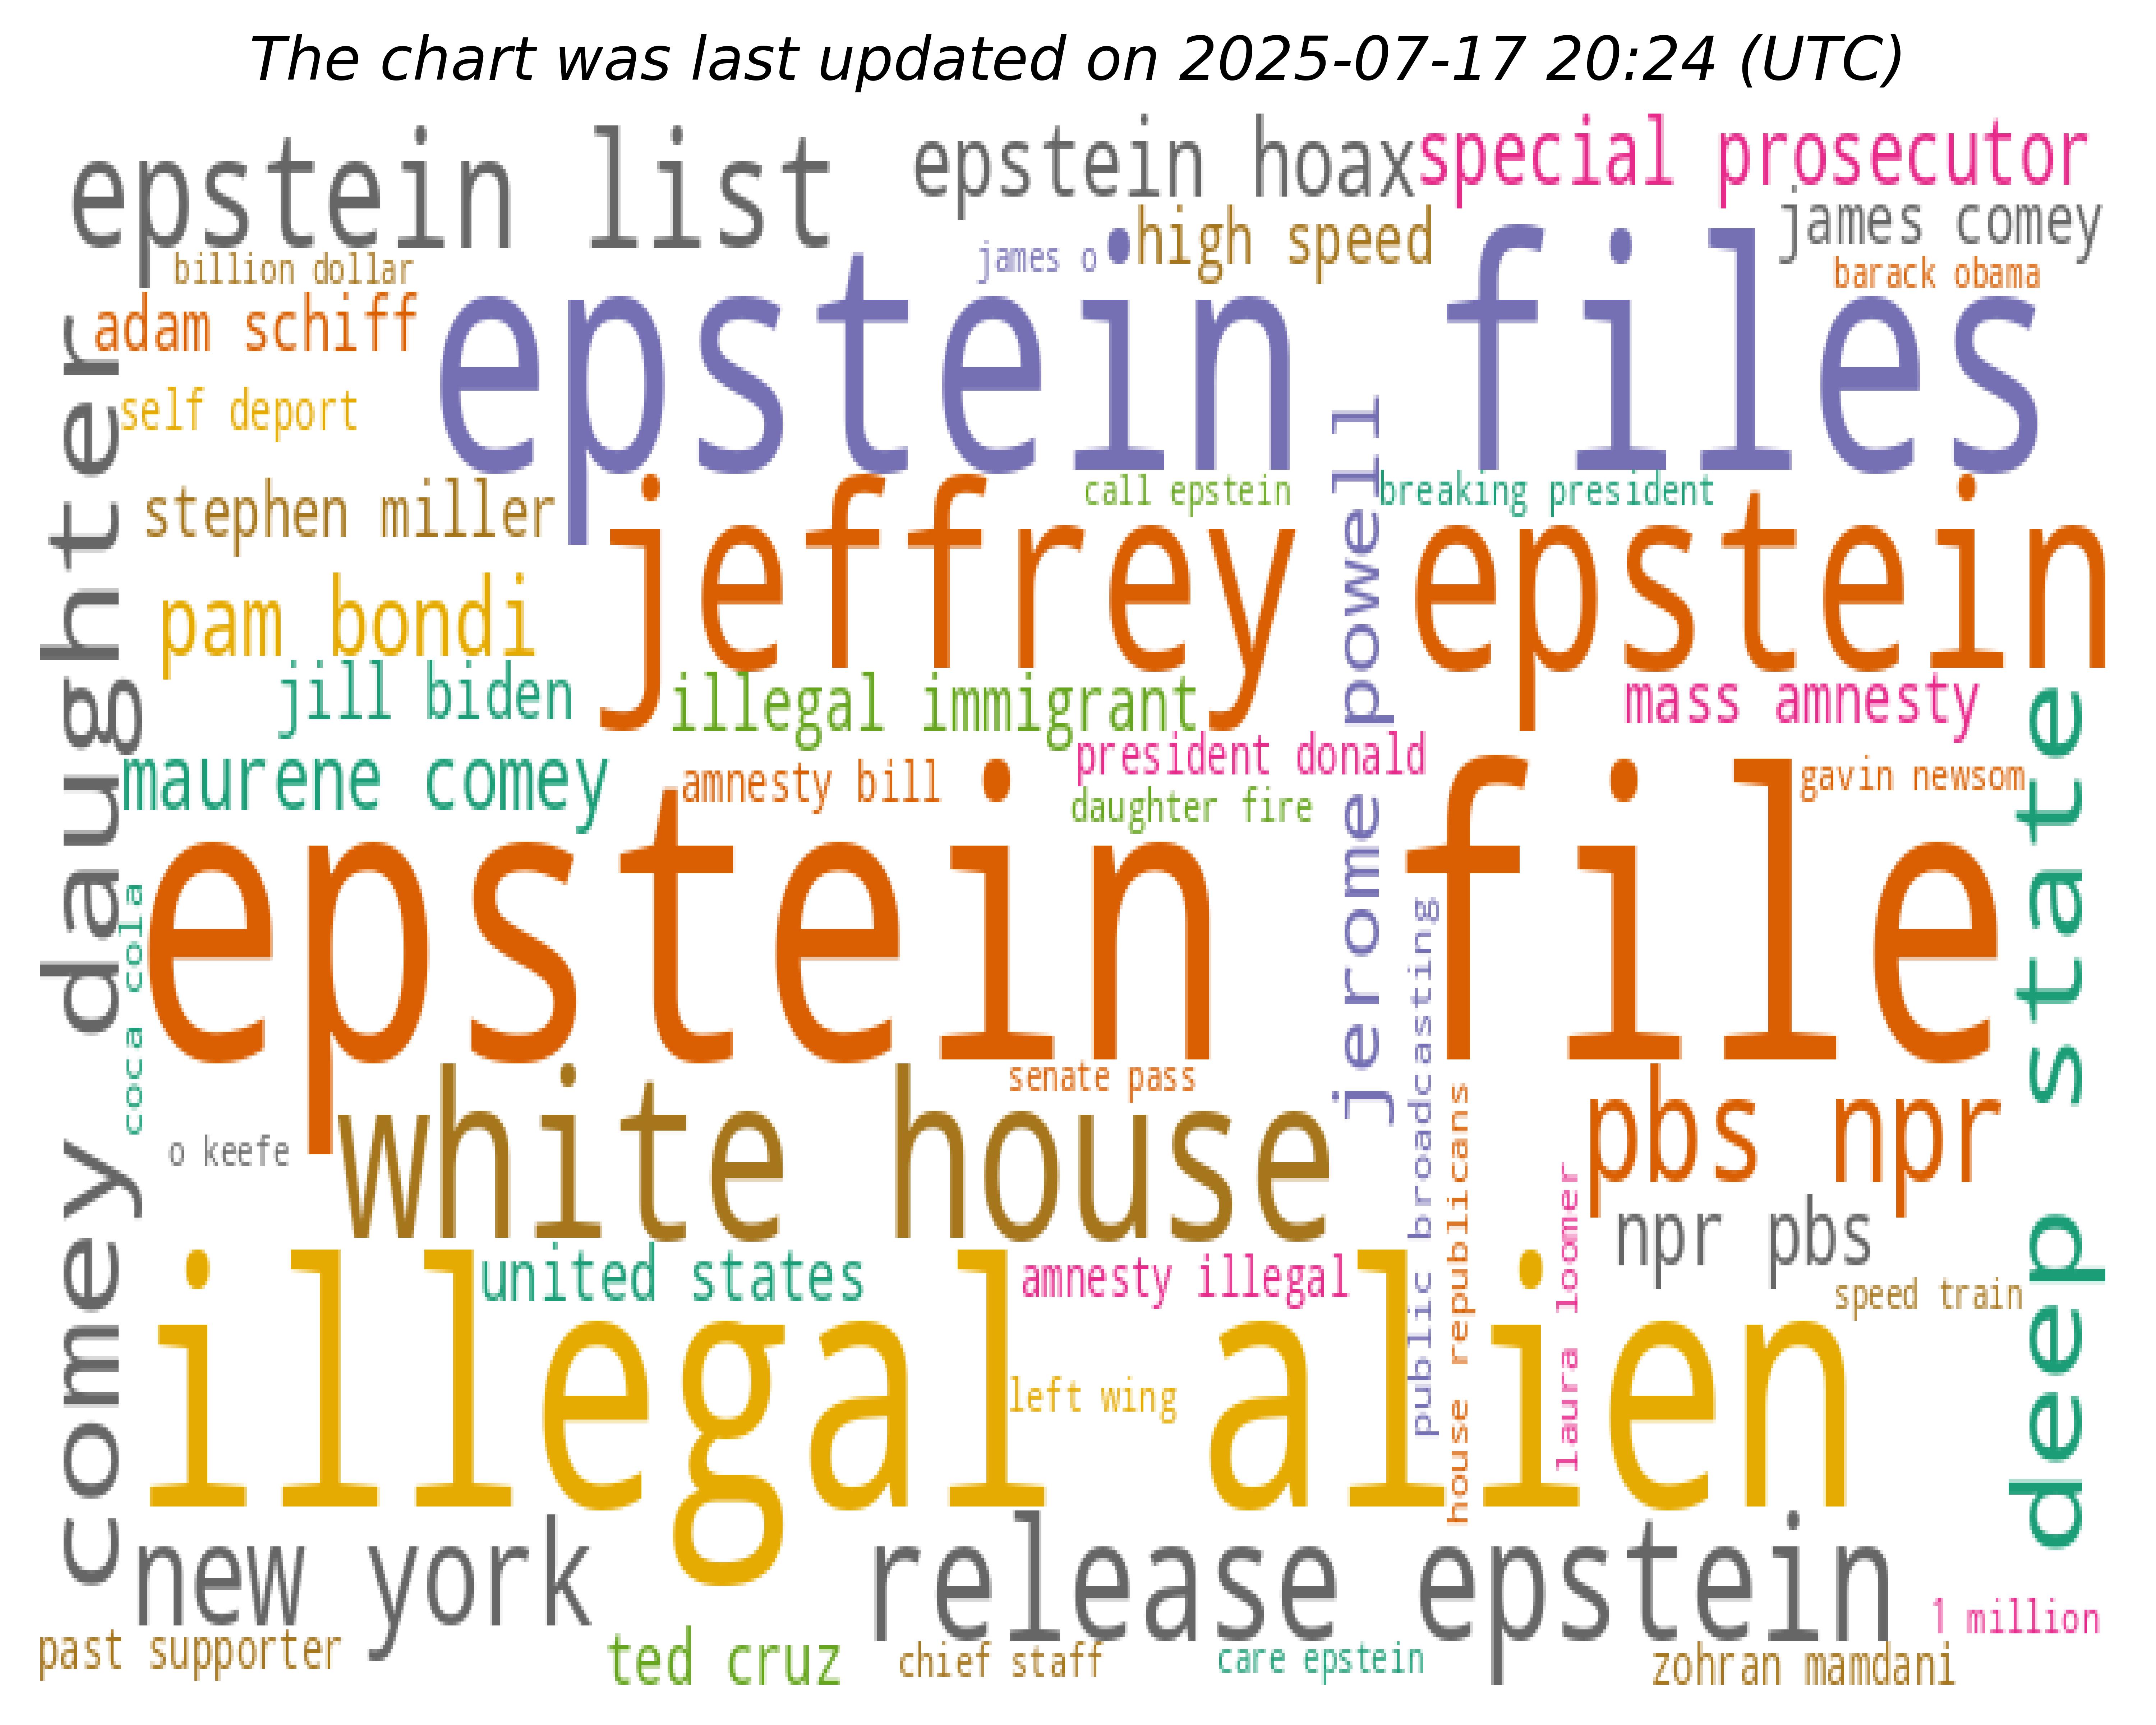 The chart was last updated on 2025-07-17 20:24 (UTC)
epstein list
epstein hoax
special prosecutor
james comey
high speed
james o
billion dollar
barack obama
adam schiff
epstein files
self deport
stephen miller
call epstein
breaking president
jeffrey epstein
pam bondi
jill biden
illegal immigrant
mass amnesty
maurene comey
president donald
amnesty bill
gavin newsom
daughter fire
comey daughter
jerome powell
deep state
epstein file
coca cola
public broadcasting
senate pass
house republicans
white house
pbs npr
o keefe
laura loomer
npr pbs
united states
amnesty illegal
speed train
illegal alien
left wing
new york
release epstein
1 million
past supporter
ted cruz
chief staff
care epstein
zohran mamdani